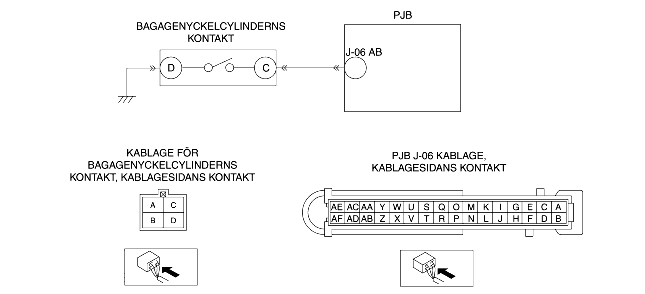 PJB
BAGAGENYCKELCYLINDERNS
KONTAKT
J-06 AB
D C
KABLAGE FÖR
BAGAGENYCKELCYLINDERNS
KONTAKT, KABLAGESIDANS KONTAKT
PJB J-06 KABLAGE,
KABLAGESIDANS KONTAKT
A C
B D
AE AC AA Y W U S Q O M K I G E C A
AF AD AB Z X V T R P N L J H F D B